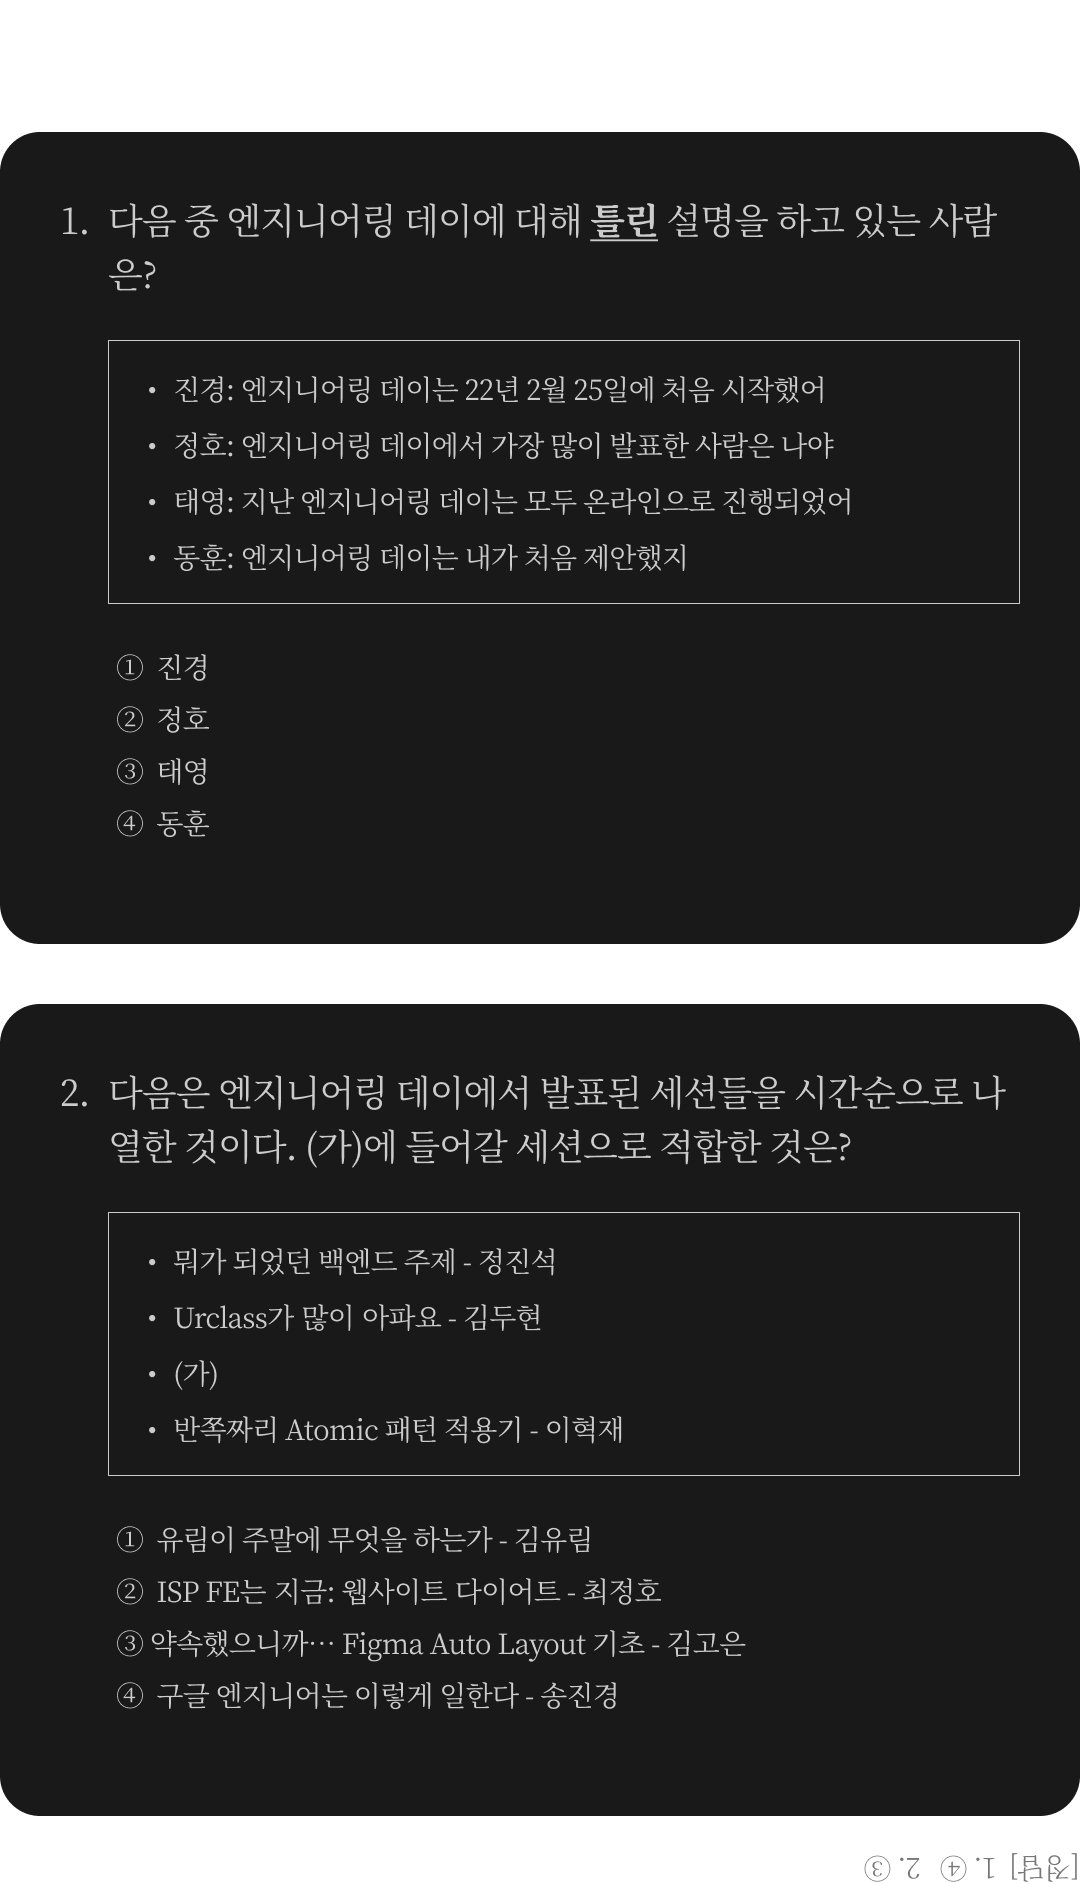 1. 다음 중 엔지니어링 데이에 대해 틀린 설명을 하고 있는 사람
은?
• 진경: 엔지니어링 데이는 22년 2월 25일에 처음 시작했어
• 정호: 엔지니어링 데이에서 가장 많이 발표한 사람은 나야
• 태영: 지난 엔지니어링 데이는 모두 온라인으로 진행되었어
• 동훈: 엔지니어링 데이는 내가 처음 제안했지
① 진경
② 정호
③ 태영
④ 동훈
2. 다음은 엔지니어링 데이에서 발표된 세션들을 시간순으로 나
열한 것이다. (가)에 들어갈 세션으로 적합한 것은?
• 뭐가 되었던 백엔드 주제 - 정진석
• Urclass가 많이 아파요 - 김두현
• (가)
• 반쪽짜리 Atomic 패턴 적용기 - 이혁재
① 유림이 주말에 무엇을 하는가 - 김유림
② ISP FE는 지금: 웹사이트 다이어트 - 최정호
③ 약속했으니까… Figma Auto Layout 기초 - 김고은
④ 구글 엔지니어는 이렇게 일한다 - 송진경
[정답] 1. ④ 2. ③